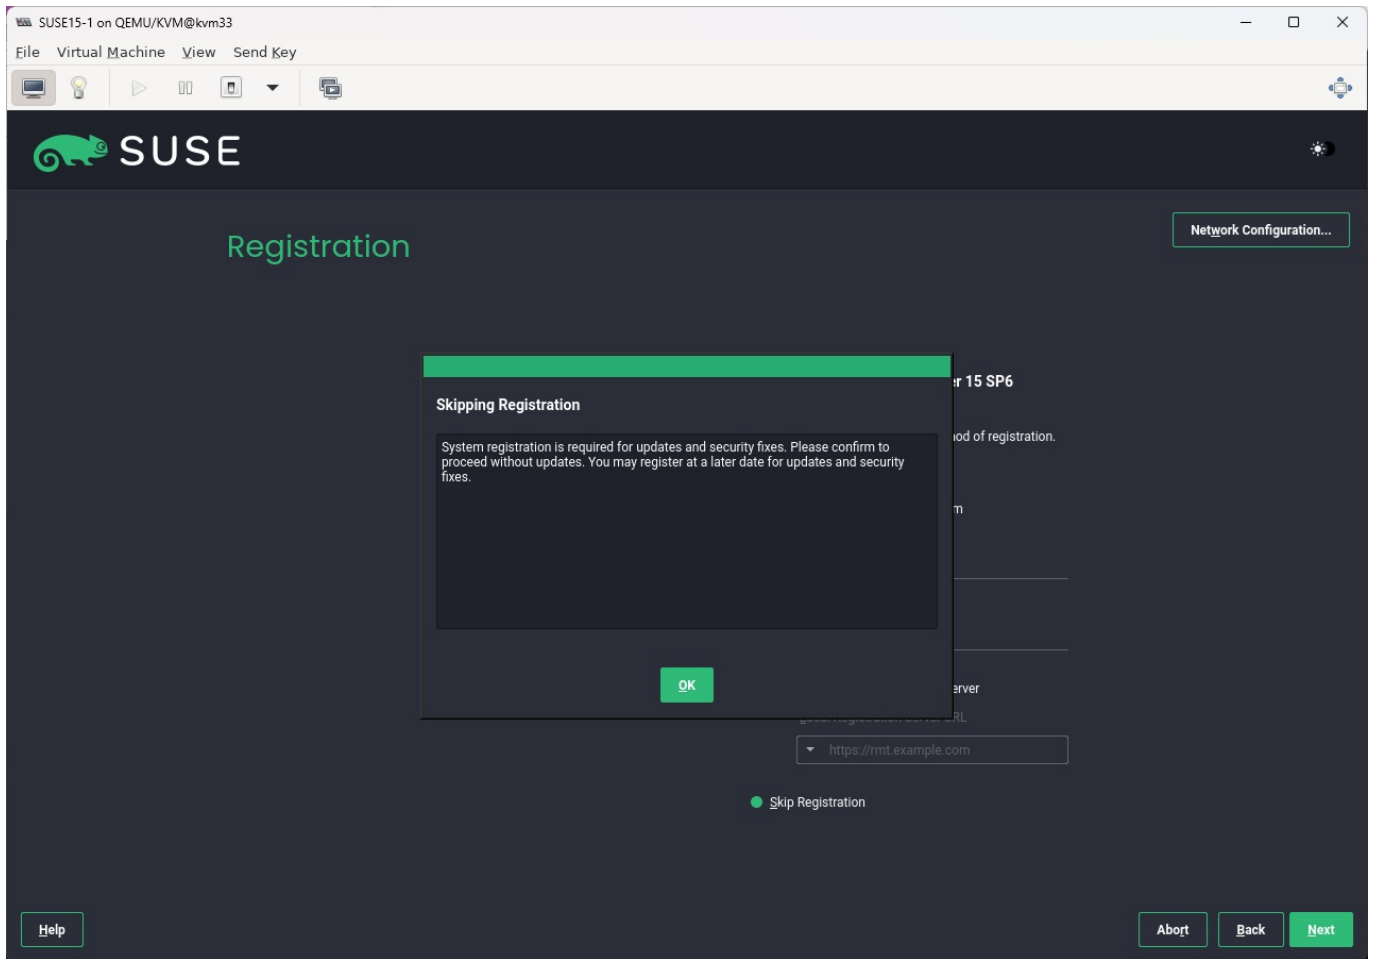 SUSE15-1 on QEMU/KVM@kvm33
File Virtual Machine View Send Key
SUSE
Registration
Network Configuration...
r 15 SP6
Skipping Registration
System registration is required for updates and security fixes. Please confirm to
proceed without updates. You may register at a later date for updates and security
fixes.
od of registration.
m
OK
erver
https://rmt.example.com
Skip Registration
Help
Abort
Back
Next